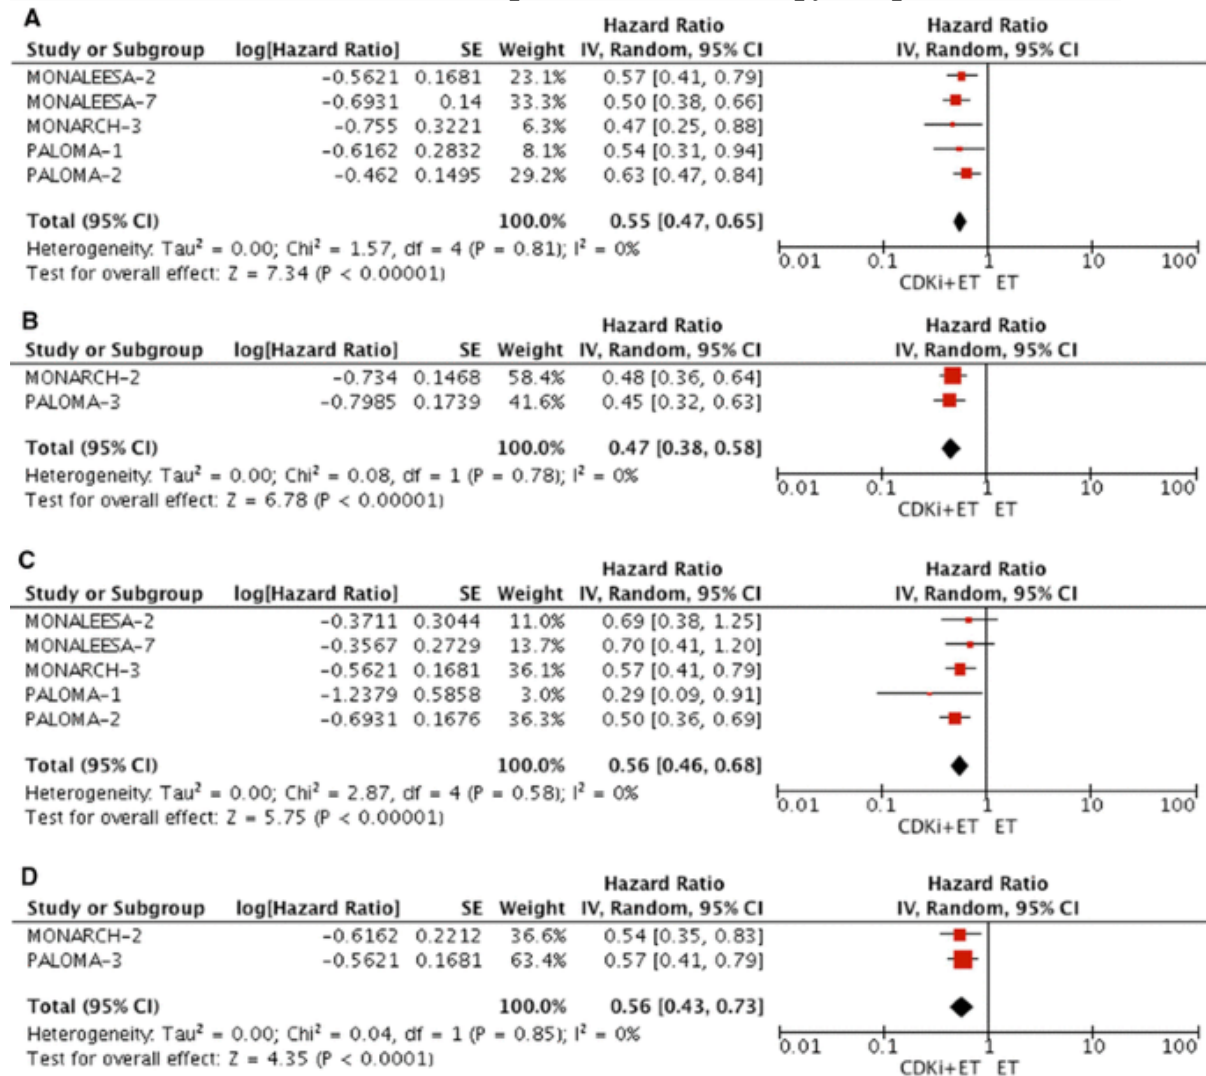 A
Hazard Ratio Hazard Ratio
Study or Subgroup log[Hazard Ratio] SE Weight IV, Random, 95% CI IV, Random, 95% CI
MONALEESA-2 -0.5621 0.1681 23.1% 0.57 [0.41, 0.79]
MONALEESA-7 -0.6931 0.14 33.3% 0.50 [0.38, 0.66]
MONARCH-3 -0.755 0.3221 6.3% 0.47 [0.25, 0.88]
PALOMA-1 -0.6162 0.2832 8.1% 0.54 [0.31, 0.94]
PALOMA-2 -0.462 0.1495 29.2% 0.63 [0.47, 0.84]
Total (95% CI) 100.0% 0.55 [0.47, 0.65]
Heterogeneity: Tau² = 0.00; Chi² = 1.57, df = 4 (P = 0.81); I² = 0%
Test for overall effect: Z = 7.34 (P < 0.00001)
0.01 0.1 1 10 100
CDKi+ET ET
B
Hazard Ratio Hazard Ratio
Study or Subgroup log[Hazard Ratio] SE Weight IV, Random, 95% CI IV, Random, 95% CI
MONARCH-2 -0.734 0.1468 58.4% 0.48 [0.36, 0.64]
PALOMA-3 -0.7985 0.1739 41.6% 0.45 [0.32, 0.63]
Total (95% CI) 100.0% 0.47 [0.38, 0.58]
Heterogeneity: Tau² = 0.00; Chi² = 0.08, df = 1 (P = 0.78); I² = 0%
Test for overall effect: Z = 6.78 (P < 0.00001)
0.01 0.1 1 10 100
CDKi+ET ET
C
Hazard Ratio Hazard Ratio
Study or Subgroup log[Hazard Ratio] SE Weight IV, Random, 95% CI IV, Random, 95% CI
MONALEESA-2 -0.3711 0.3044 11.0% 0.69 [0.38, 1.25]
MONALEESA-7 -0.3567 0.2729 13.7% 0.70 [0.41, 1.20]
MONARCH-3 -0.5621 0.1681 36.1% 0.57 [0.41, 0.79]
PALOMA-1 -1.2379 0.5858 3.0% 0.29 [0.09, 0.91]
PALOMA-2 -0.6931 0.1676 36.3% 0.50 [0.36, 0.69]
Total (95% CI) 100.0% 0.56 [0.46, 0.68]
Heterogeneity: Tau² = 0.00; Chi² = 2.87, df = 4 (P = 0.58); I² = 0%
Test for overall effect: Z = 5.75 (P < 0.00001)
0.01 0.1 1 10 100
CDKi+ET ET
D
Hazard Ratio Hazard Ratio
Study or Subgroup log[Hazard Ratio] SE Weight IV, Random, 95% CI IV, Random, 95% CI
MONARCH-2 -0.6162 0.2212 36.6% 0.54 [0.35, 0.83]
PALOMA-3 -0.5621 0.1681 63.4% 0.57 [0.41, 0.79]
Total (95% CI) 100.0% 0.56 [0.43, 0.73]
Heterogeneity: Tau² = 0.00; Chi² = 0.04, df = 1 (P = 0.85); I² = 0%
Test for overall effect: Z = 4.35 (P < 0.0001)
0.01 0.1 1 10 100
CDKi+ET ET